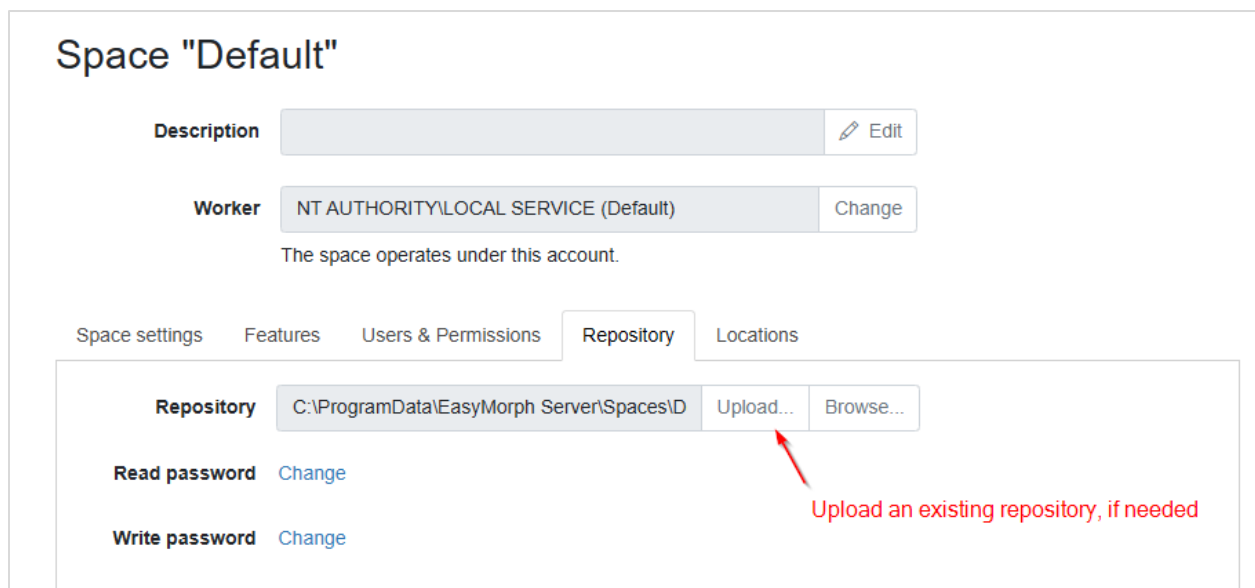 Space "Default"
Description
Edit
Worker NT AUTHORITY\LOCAL SERVICE (Default) Change
The space operates under this account.
Space settings Features Users & Permissions Repository Locations
Repository C:\ProgramData\EasyMorph Server\Spaces\D Upload... Browse...
Read password Change
Upload an existing repository, if needed
Write password Change